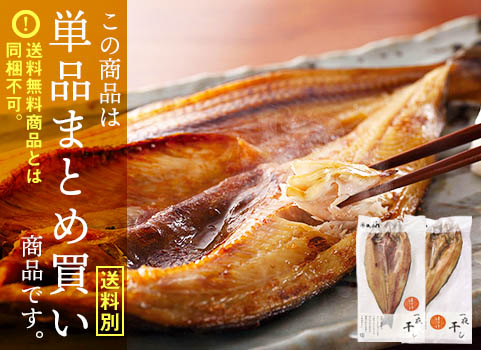 この商品は
単品まとめ買い
商品です。
送料別
！
送料無料商品とは
同梱不可。
一夜
干し
一夜
干し